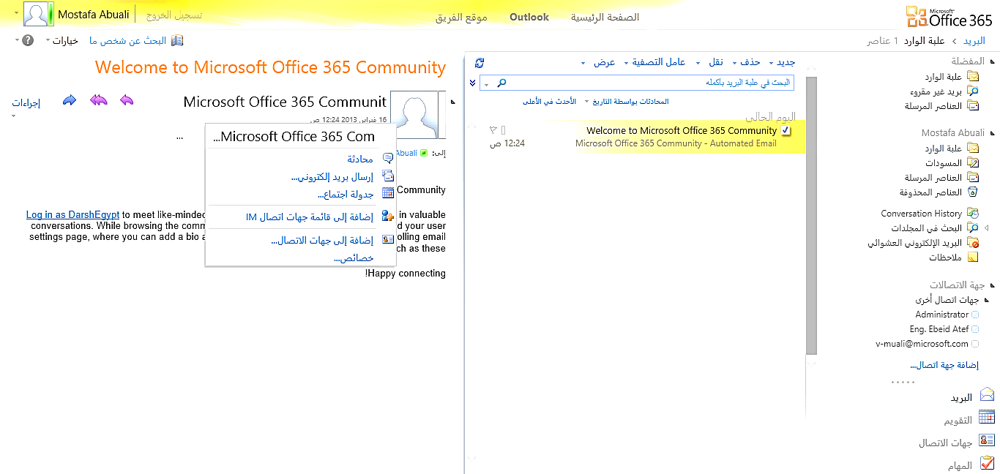 Microsoft® Office 365
الصفحة الرئيسية
Outlook
موقع الفريق
تسجيل الخروج
Mostafa Abuali
البريد > علبة الوارد 1 عناصر
البحث عن شخص ما
خيارات
المفضلة
علبة الوارد
بريد غير مقروء
العناصر المرسلة
Mostafa Abuali
علبة الوارد
المسودات
العناصر المرسلة
العناصر المحذوفة
Conversation History
البحث في المجلدات
البريد الإلكتروني العشوائي
ملاحظات
جهة الاتصالات
جهات اتصال أخرى
Administrator
Eng. Ebeid Atef
v-muali@microsoft.com
إضافة جهة اتصال...
البريد
التقويم
جهات الاتصال
المهام
جديد حذف نقل عامل التصفية عرض
البحث في علبة البريد بأكمله
المحادثات بواسطة التاريخ الأحدث في الأعلى
اليوم الحالي
Welcome to Microsoft Office 365 Community
Microsoft Office 365 Community - Automated Email
12:24 ص
Welcome to Microsoft Office 365 Community
Microsoft Office 365 Communit
إجراءات
16 فبراير 2013 12:24 ص
...
إلى: Abuali
Microsoft Office 365 Com...
محادثة
إرسال بريد إلكتروني...
جدولة اجتماع...
إضافة إلى قائمة جهات اتصال IM
إضافة إلى جهات الاتصال...
خصائص...
Community
Log in as DarshEgypt to meet like-minded in valuable
conversations. While browsing the comm d your user
settings page, where you can add a bio a olling email
ch as these
!Happy connecting